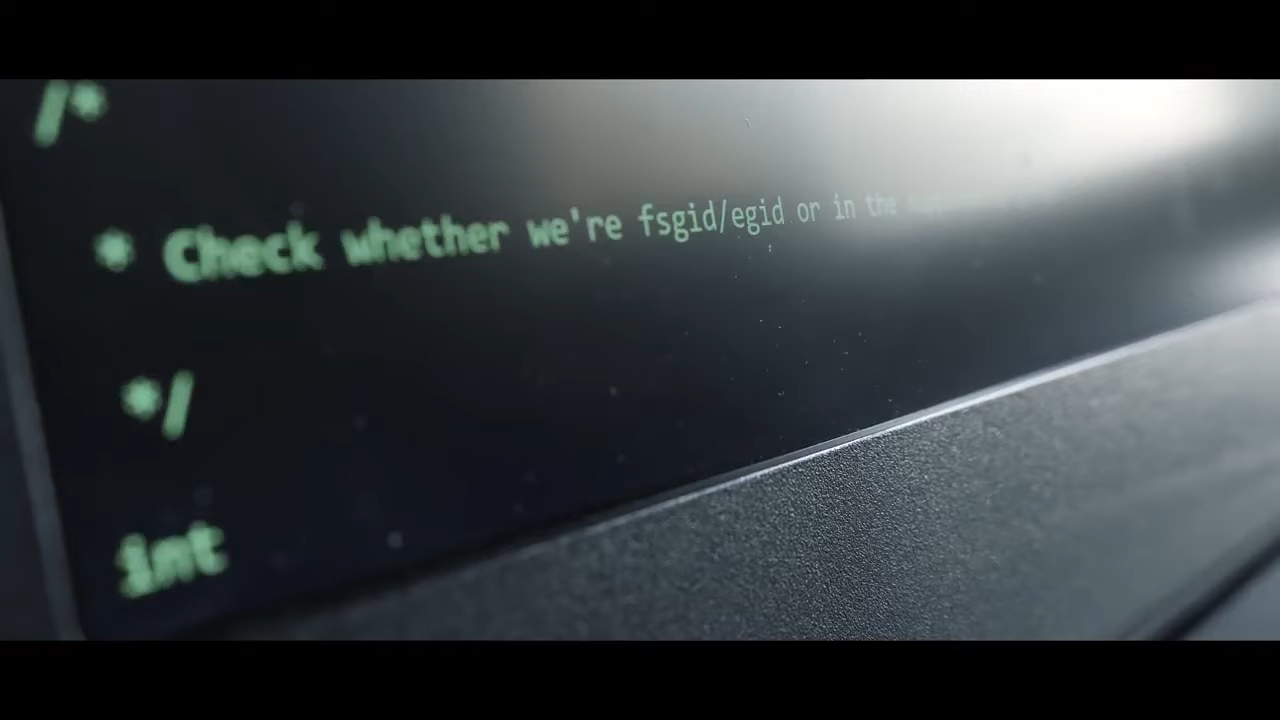 /*
* Check whether we're fsgid/egid or in the
*/
int